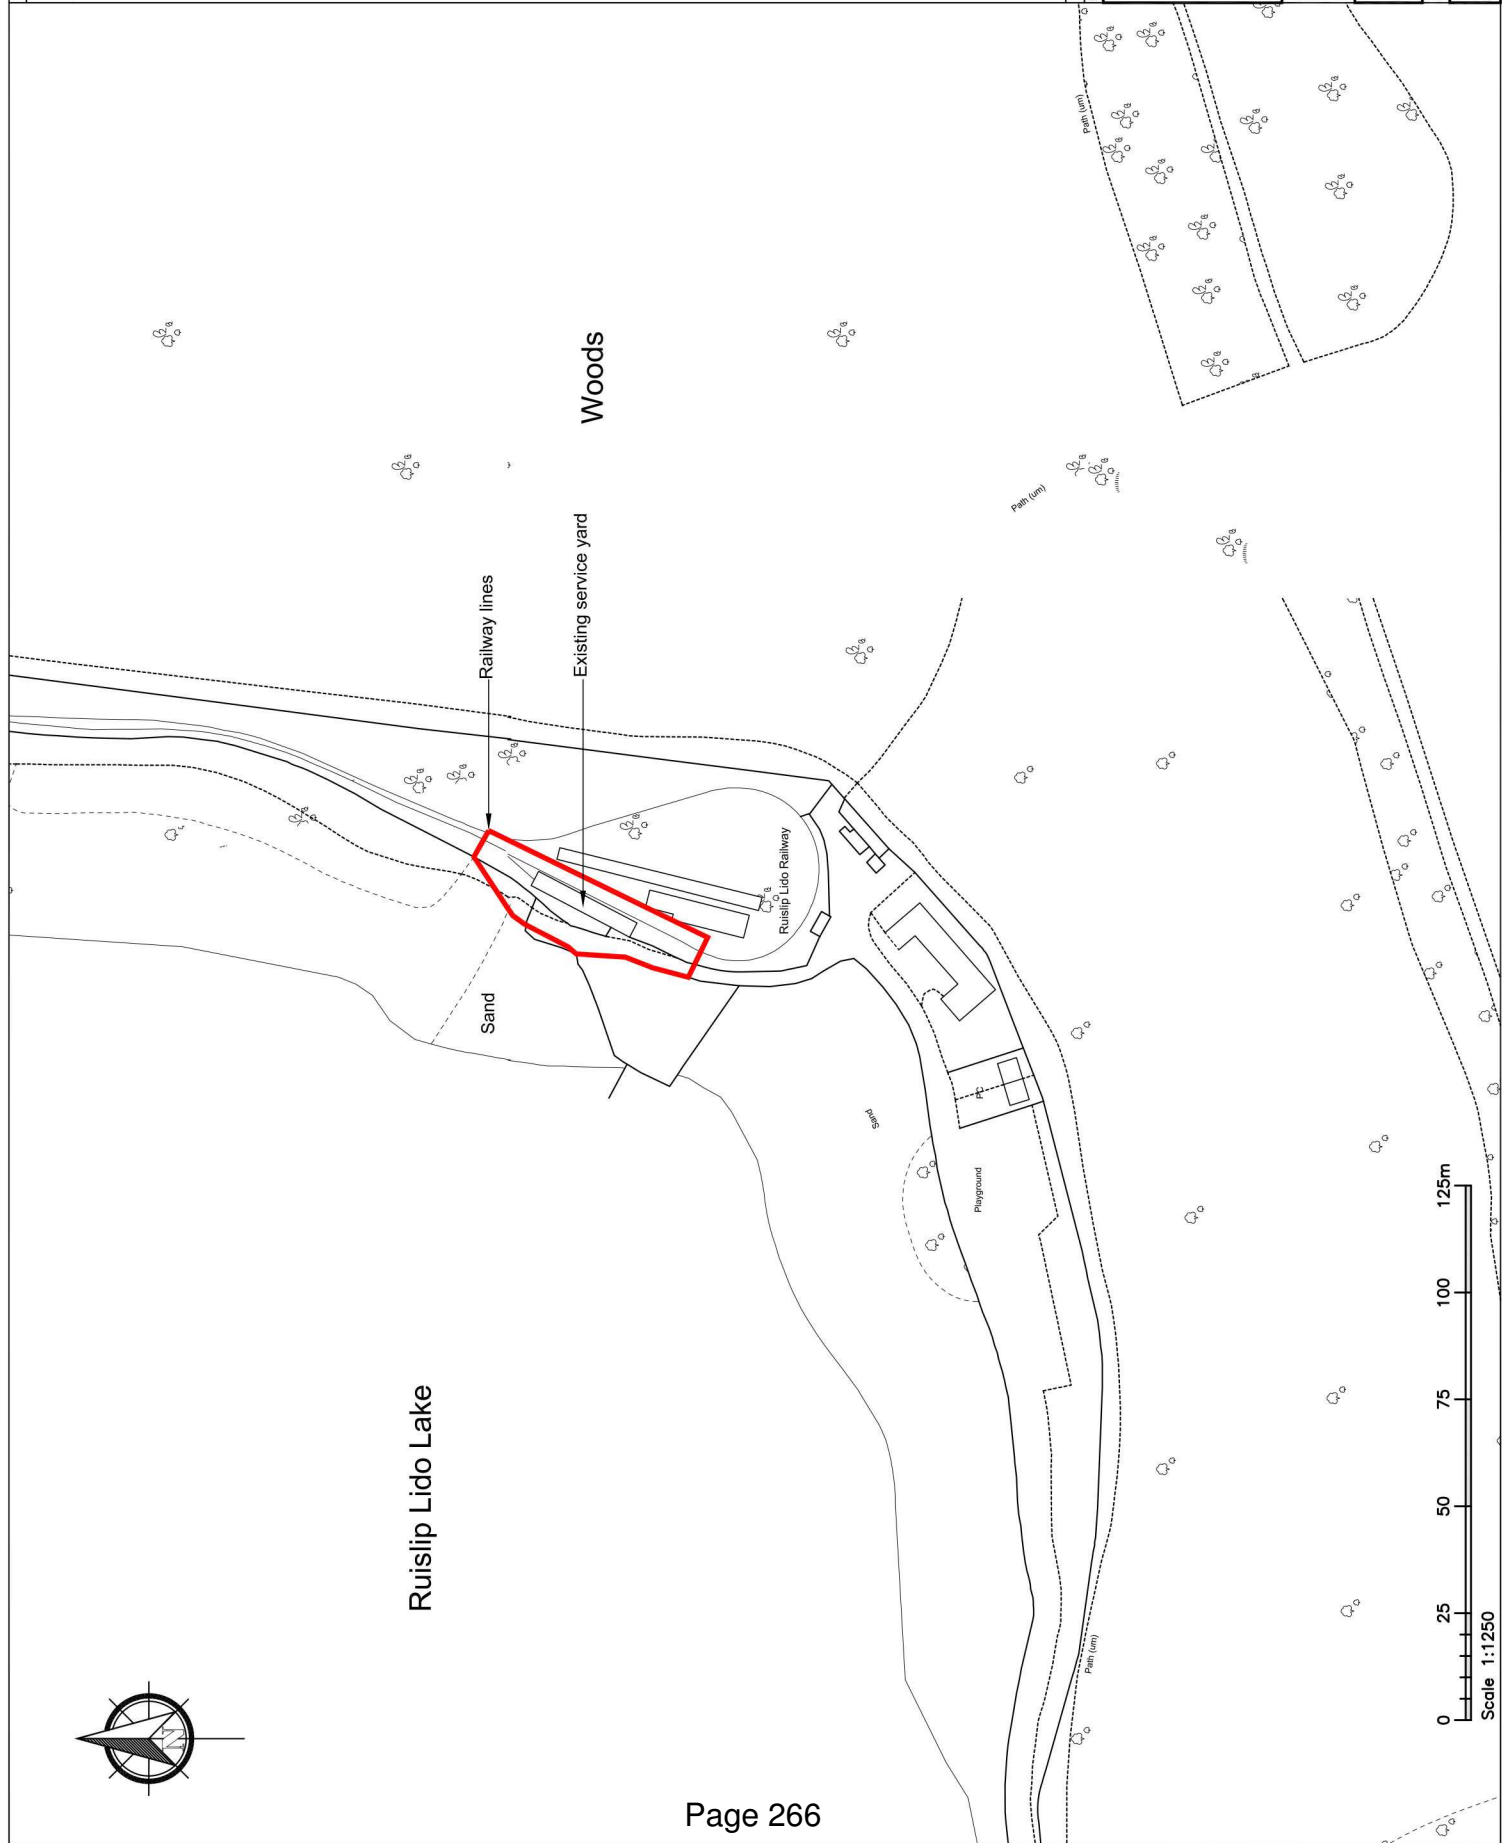 Path (um)
Woods
Path (um)
Railway lines
Existing service yard
Ruislip Lido Railway
Sand
Sand
PC
Playground
Ruislip Lido Lake
Path (um)
N
0 25 50 75 100 125m
Scale 1:1250
Page 266